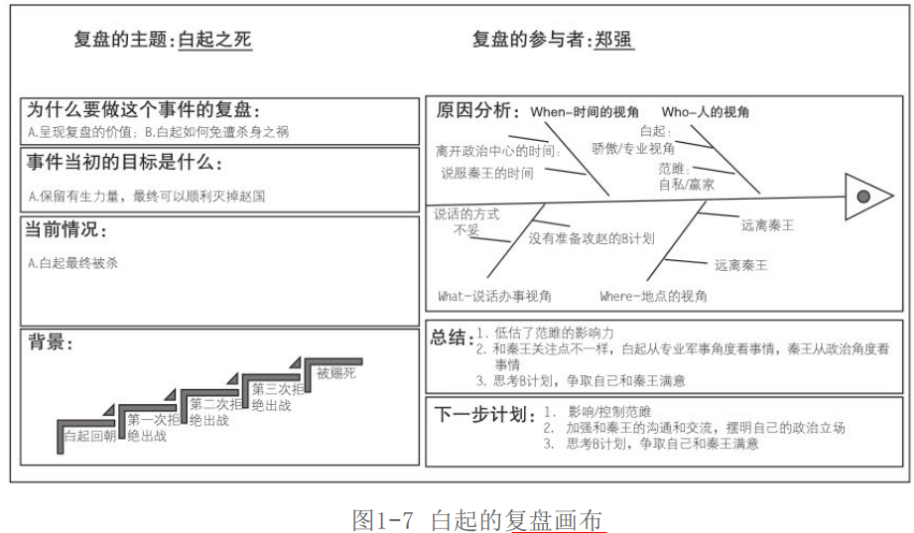 复盘的主题:白起之死
复盘的参与者:郑强
为什么要做这个事件的复盘:
A.呈现复盘的价值; B.白起如何免遭杀身之祸
事件当初的目标是什么:
A.保留有生力量，最终可以顺利灭掉赵国
当前情况:
A.白起最终被杀
背景:
白起回朝
第一次拒
绝出战
第二次拒
绝出战
第三次拒
绝出战
被赐死
原因分析:
When-时间的视角
Who-人的视角
离开政治中心的时间:
说服秦王的时间
白起:
骄傲/专业视角
范雎:
自私/赢家
说话的方式
不妥
没有准备攻赵的B计划
远离秦王
远离秦王
What-说话办事视角
Where-地点的视角
总结:
1. 低估了范雎的影响力
2. 和秦王关注点不一样，白起从专业军事角度看事情，秦王从政治角度看
事情
3. 思考B计划，争取自己和秦王满意
下一步计划:
1. 影响/控制范雎
2. 加强和秦王的沟通和交流，摆明自己的政治立场
3. 思考B计划，争取自己和秦王满意
图1-7 白起的复盘画布